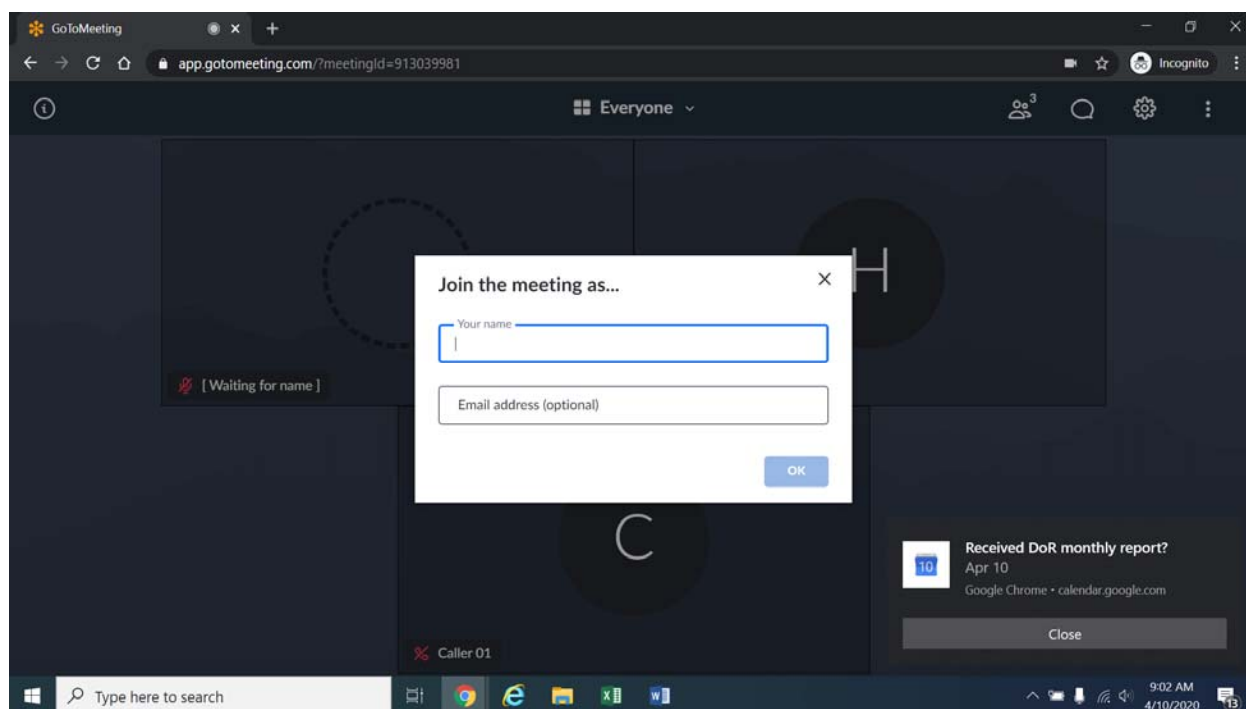 GoToMeeting
app.gotomeeting.com/?meetingId=913039981
Incognito
Everyone
3
H
Join the meeting as...
Your name
[ Waiting for name ]
Email address (optional)
OK
C
Received DoR monthly report?
10
Apr 10
Google Chrome • calendar.google.com
Close
Caller 01
Type here to search
9:02 AM
4/10/2020
13